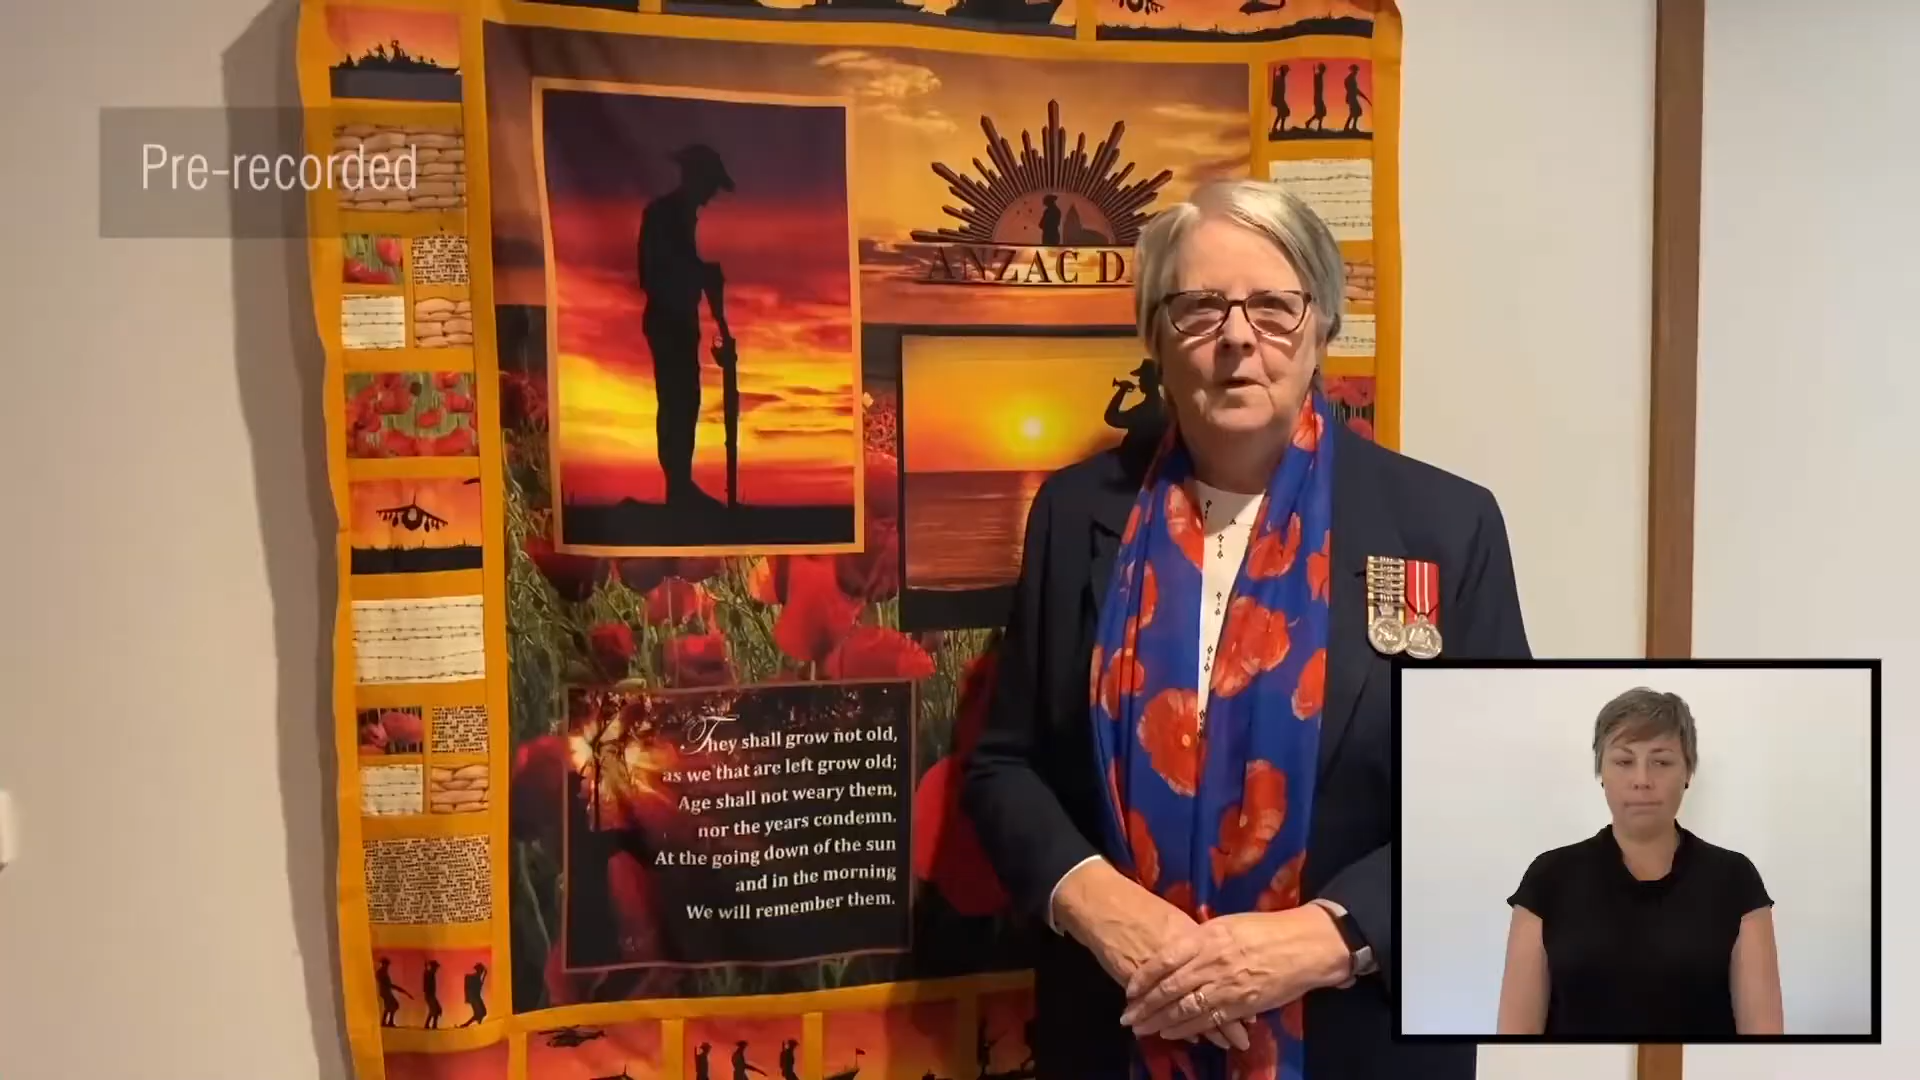 Pre-recorded
ANZAC D
They shall grow not old,
as we that are left grow old;
Age shall not weary them,
nor the years condemn.
At the going down of the sun
and in the morning
We will remember them.